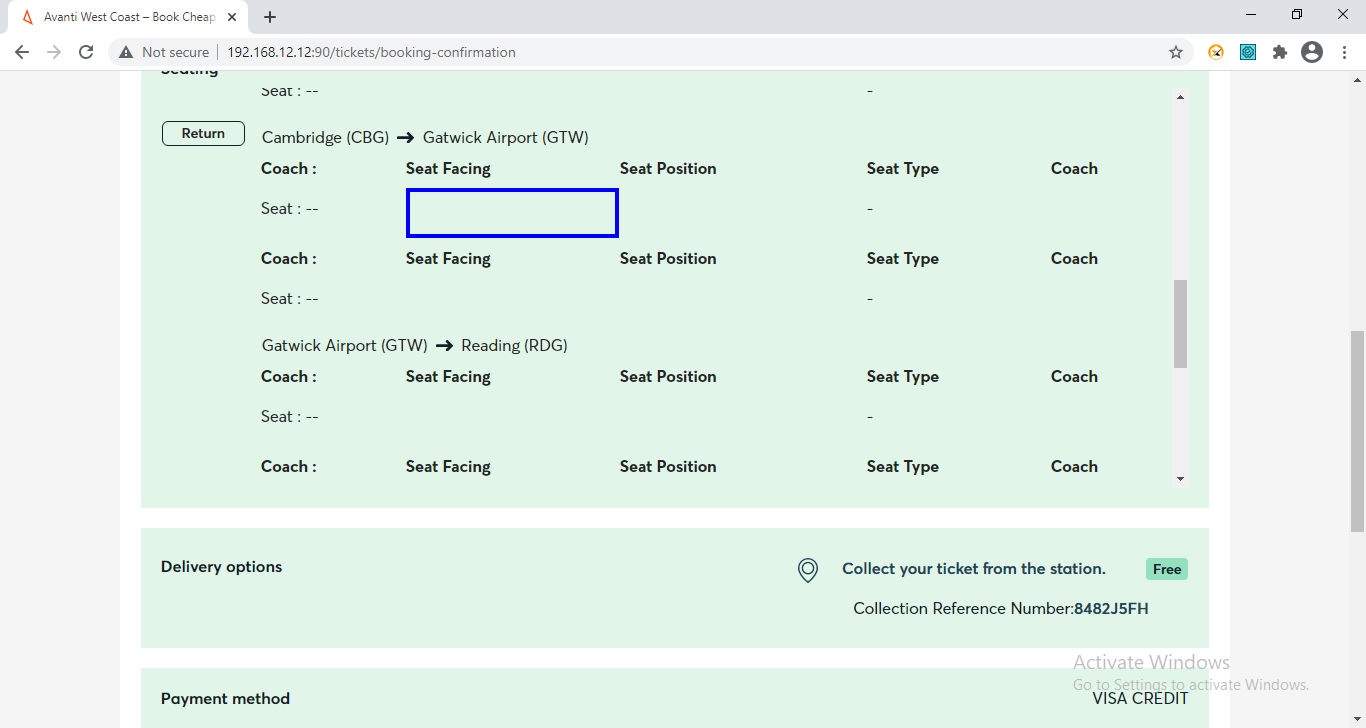 Avanti West Coast – Book Cheap
Not secure
192.168.12.12:90/tickets/booking-confirmation
Seating
Seat : -- -
Return
Cambridge (CBG) → Gatwick Airport (GTW)
Coach : Seat Facing Seat Position Seat Type Coach
Seat : -- -
Coach : Seat Facing Seat Position Seat Type Coach
Seat : -- -
Gatwick Airport (GTW) → Reading (RDG)
Coach : Seat Facing Seat Position Seat Type Coach
Seat : -- -
Coach : Seat Facing Seat Position Seat Type Coach
Delivery options
Collect your ticket from the station. Free
Collection Reference Number:8482J5FH
Activate Windows
Go to Settings to activate Windows.
Payment method
VISA CREDIT